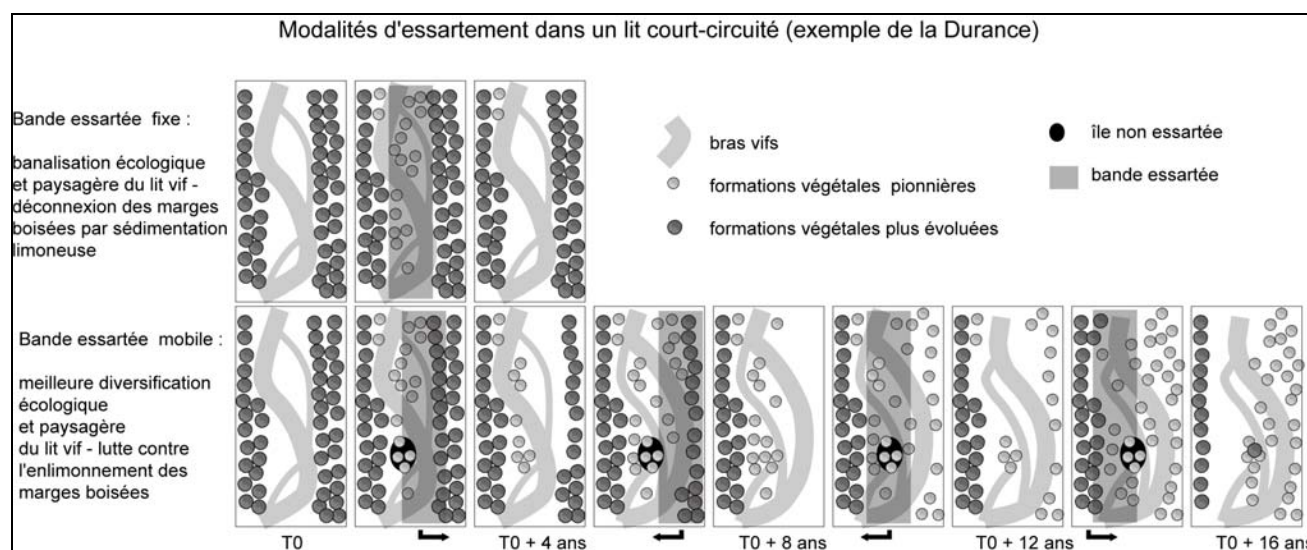 Modalités d'essartement dans un lit court-circuité (exemple de la Durance)
Bande essartée fixe :
banalisation écologique
et paysagère du lit vif -
déconnexion des marges
boisées par sédimentation
limoneuse
bras vifs
formations végétales pionnières
formations végétales plus évoluées
île non essartée
bande essartée
Bande essartée mobile :
meilleure diversification
écologique
et paysagère
du lit vif - lutte contre
l'enlimonnement des
marges boisées
T0
T0 + 4 ans
T0 + 8 ans
T0 + 12 ans
T0 + 16 ans